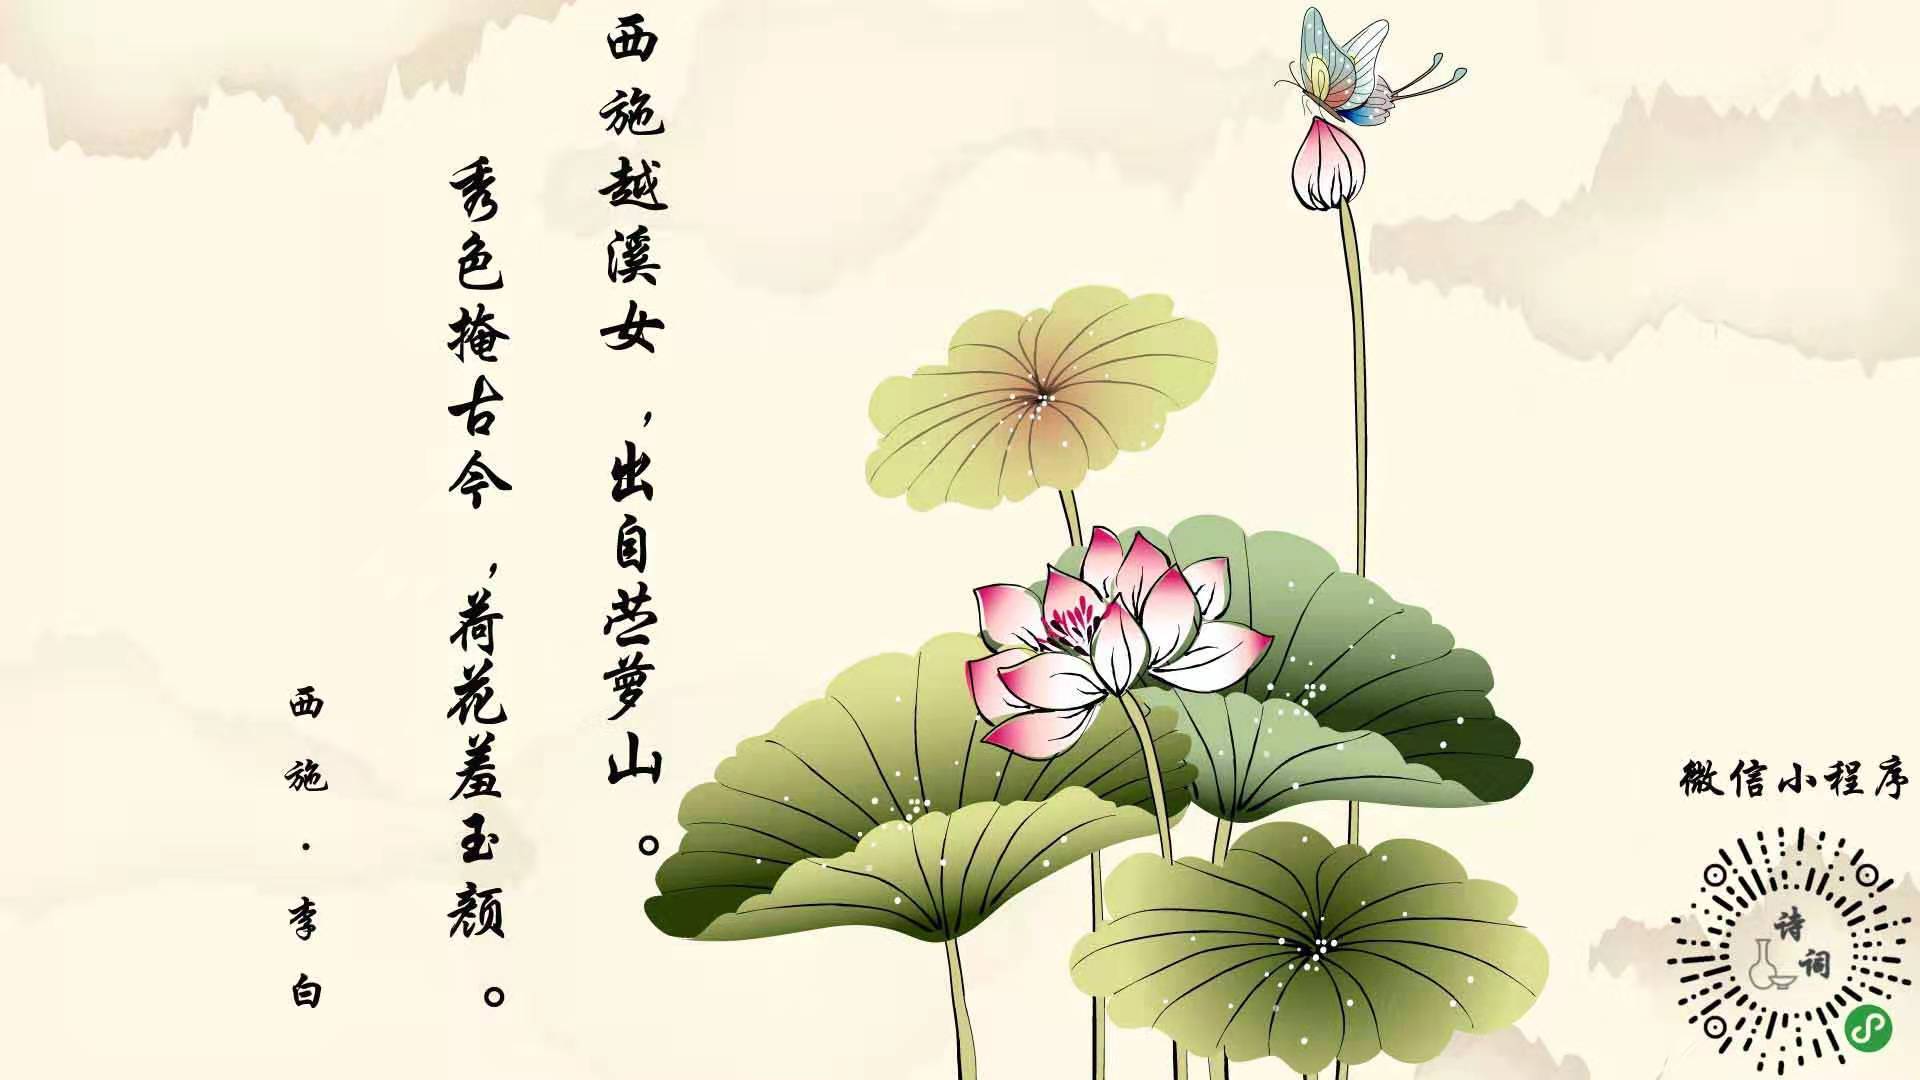 西施越溪女,出自苎萝山。
秀色掩古今,荷花羞玉颜。
西施·李白
微信小程序
诗词